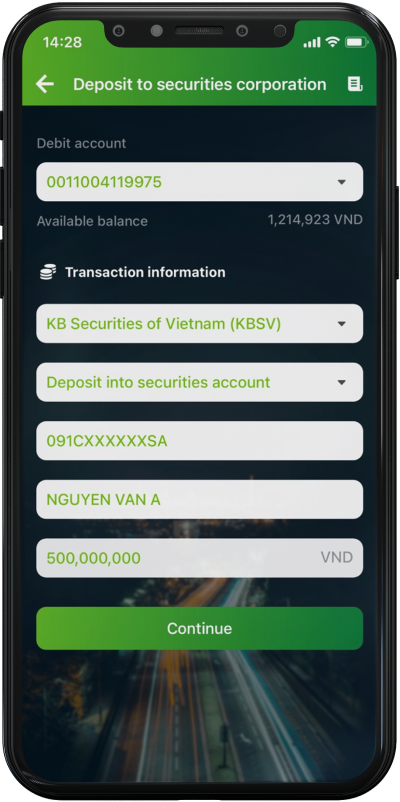 14:28
Deposit to securities corporation
Debit account
0011004119975
Available balance 1,214,923 VND
Transaction information
KB Securities of Vietnam (KBSV)
Deposit into securities account
091CXXXXXXSA
NGUYEN VAN A
500,000,000 VND
Continue